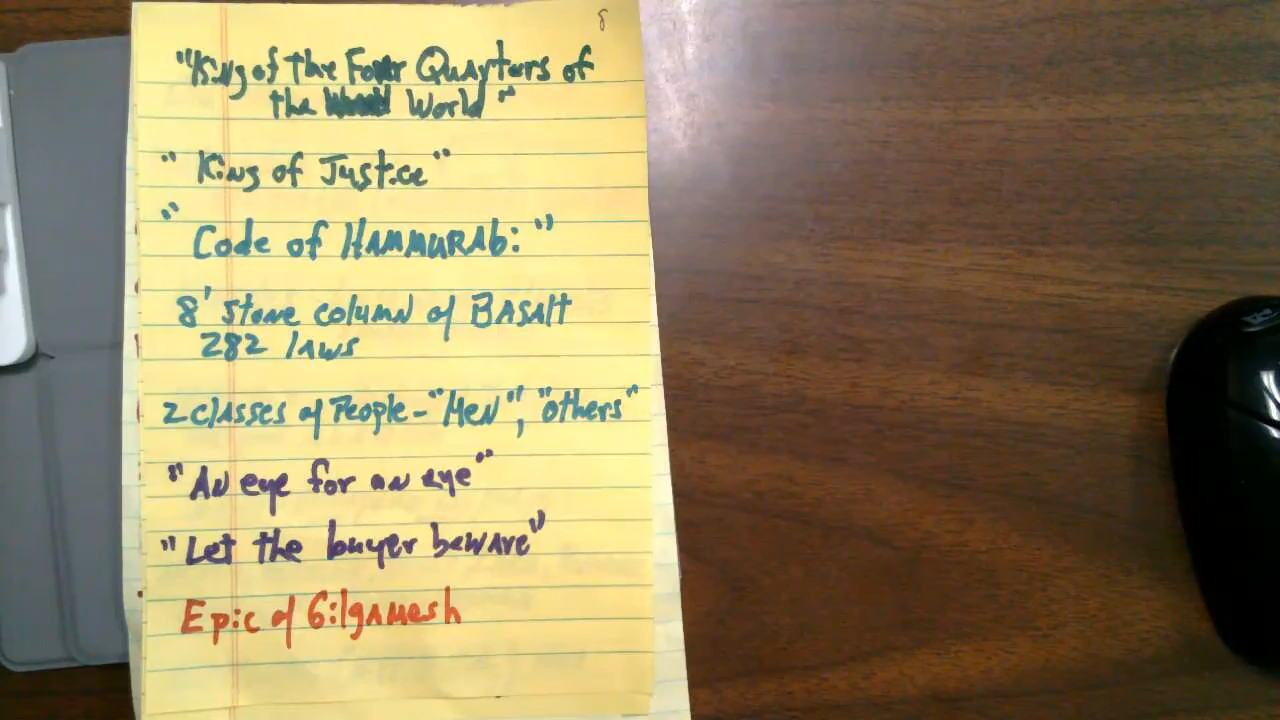 8
"King of the Four Quarters of
the World"
"King of Justice"
"Code of HAMMURAbi"
8' Stone column of BASAlt
282 lAws
2 clAsses of People - "Men", "others"
"AN eye for aN eye"
"Let the buyer bewAre"
Epic of GilgAmesh